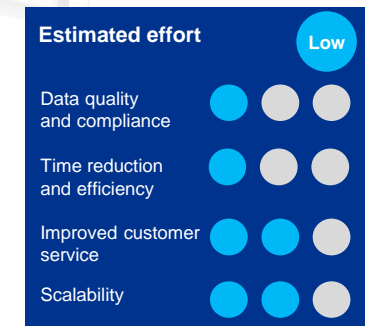 Estimated effort
Low
Data quality
and compliance
Time reduction
and efficiency
Improved customer
service
Scalability